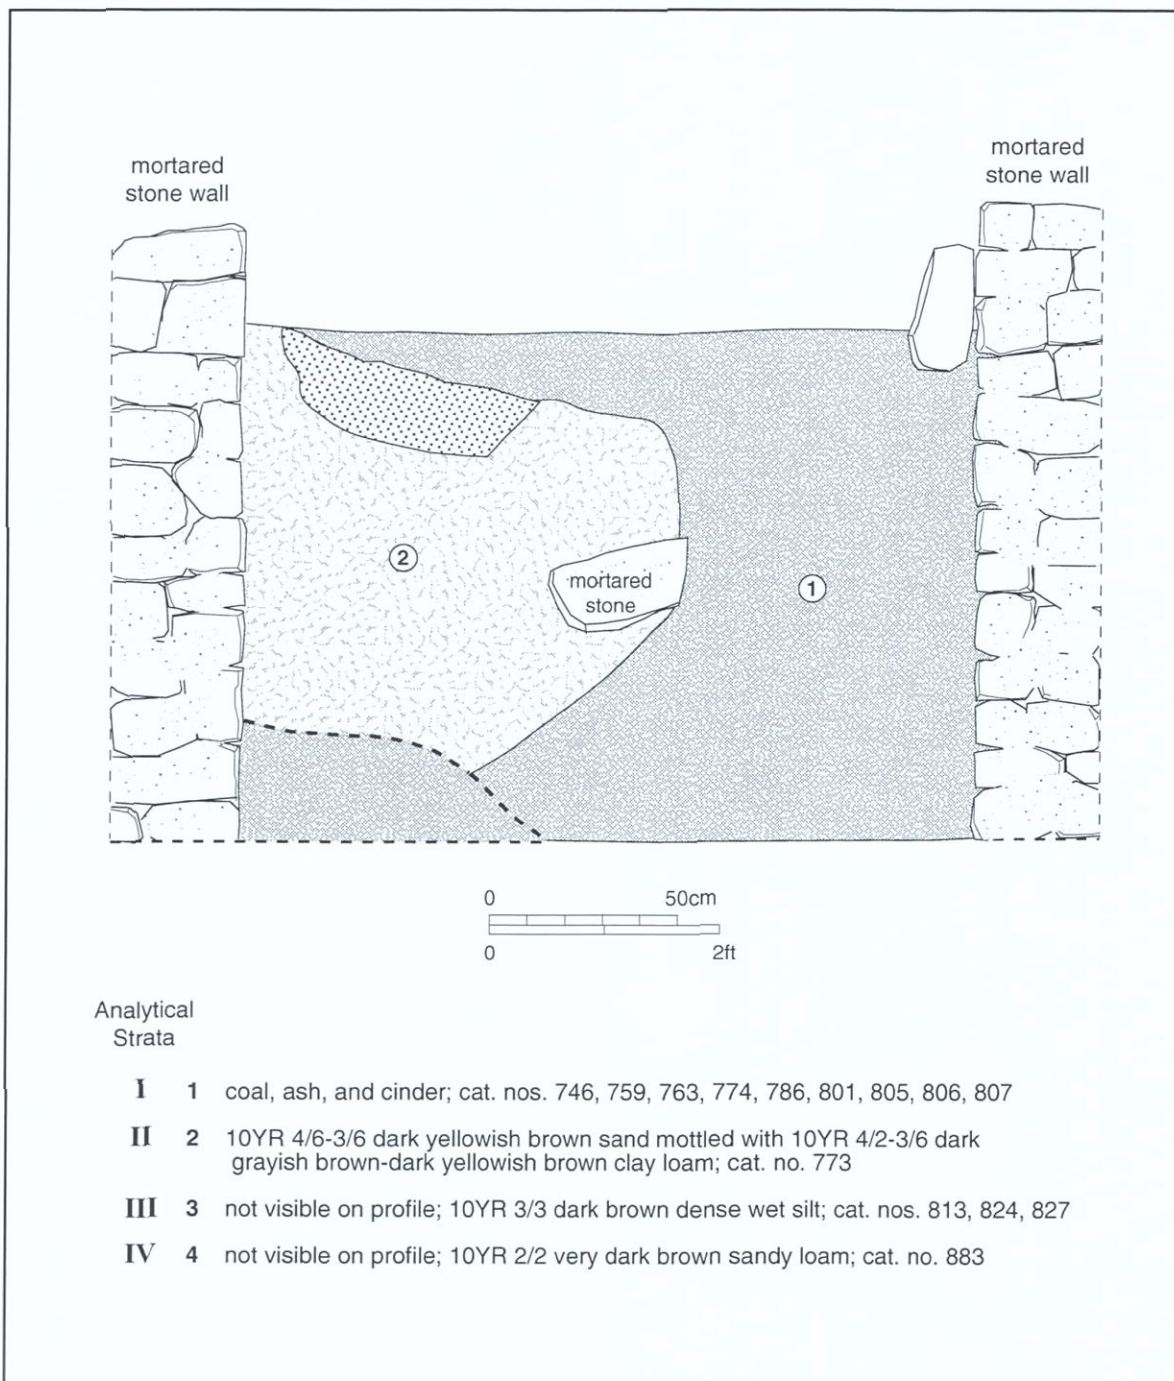 mortared
stone wall
mortared
stone wall
2
mortared
stone
1
0 50cm
0 2ft
Analytical
Strata
I 1 coal, ash, and cinder; cat. nos. 746, 759, 763, 774, 786, 801, 805, 806, 807
II 2 10YR 4/6-3/6 dark yellowish brown sand mottled with 10YR 4/2-3/6 dark
grayish brown-dark yellowish brown clay loam; cat. no. 773
III 3 not visible on profile; 10YR 3/3 dark brown dense wet silt; cat. nos. 813, 824, 827
IV 4 not visible on profile; 10YR 2/2 very dark brown sandy loam; cat. no. 883